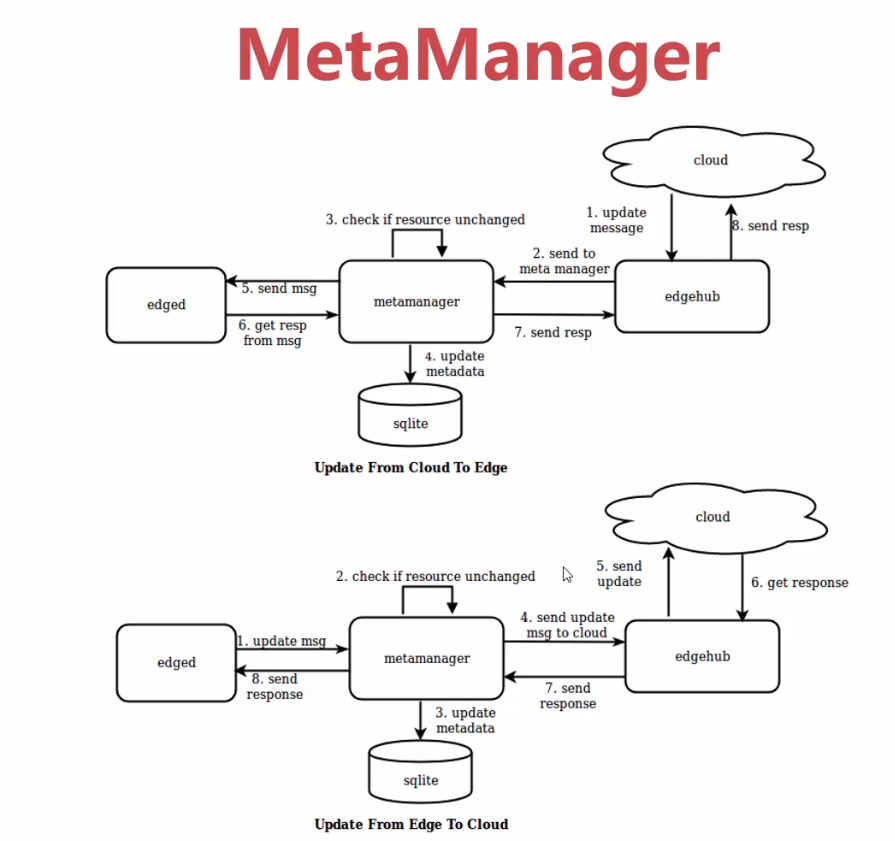 MetaManager
cloud
3. check if resource unchanged
1. update
message
8. send resp
2. send to
meta manager
edged
5. send msg
metamanager
edgehub
6. get resp
from msg
7. send resp
4. update
metadata
sqlite
Update From Cloud To Edge
cloud
2. check if resource unchanged
5. send
update
6. get response
1. update msg
4. send update
msg to cloud
edged
metamanager
edgehub
8. send
response
7. send
response
3. update
metadata
sqlite
Update From Edge To Cloud